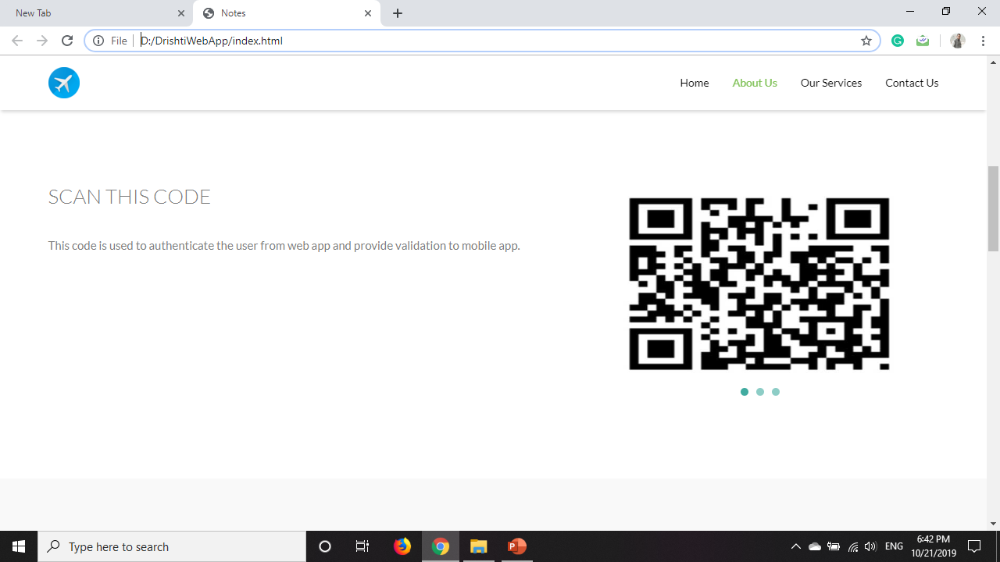 New Tab
Notes
File
D:/DrishtiWebApp/index.html
Home
About Us
Our Services
Contact Us
SCAN THIS CODE
This code is used to authenticate the user from web app and provide validation to mobile app.
Type here to search
ENG
6:42 PM
10/21/2019